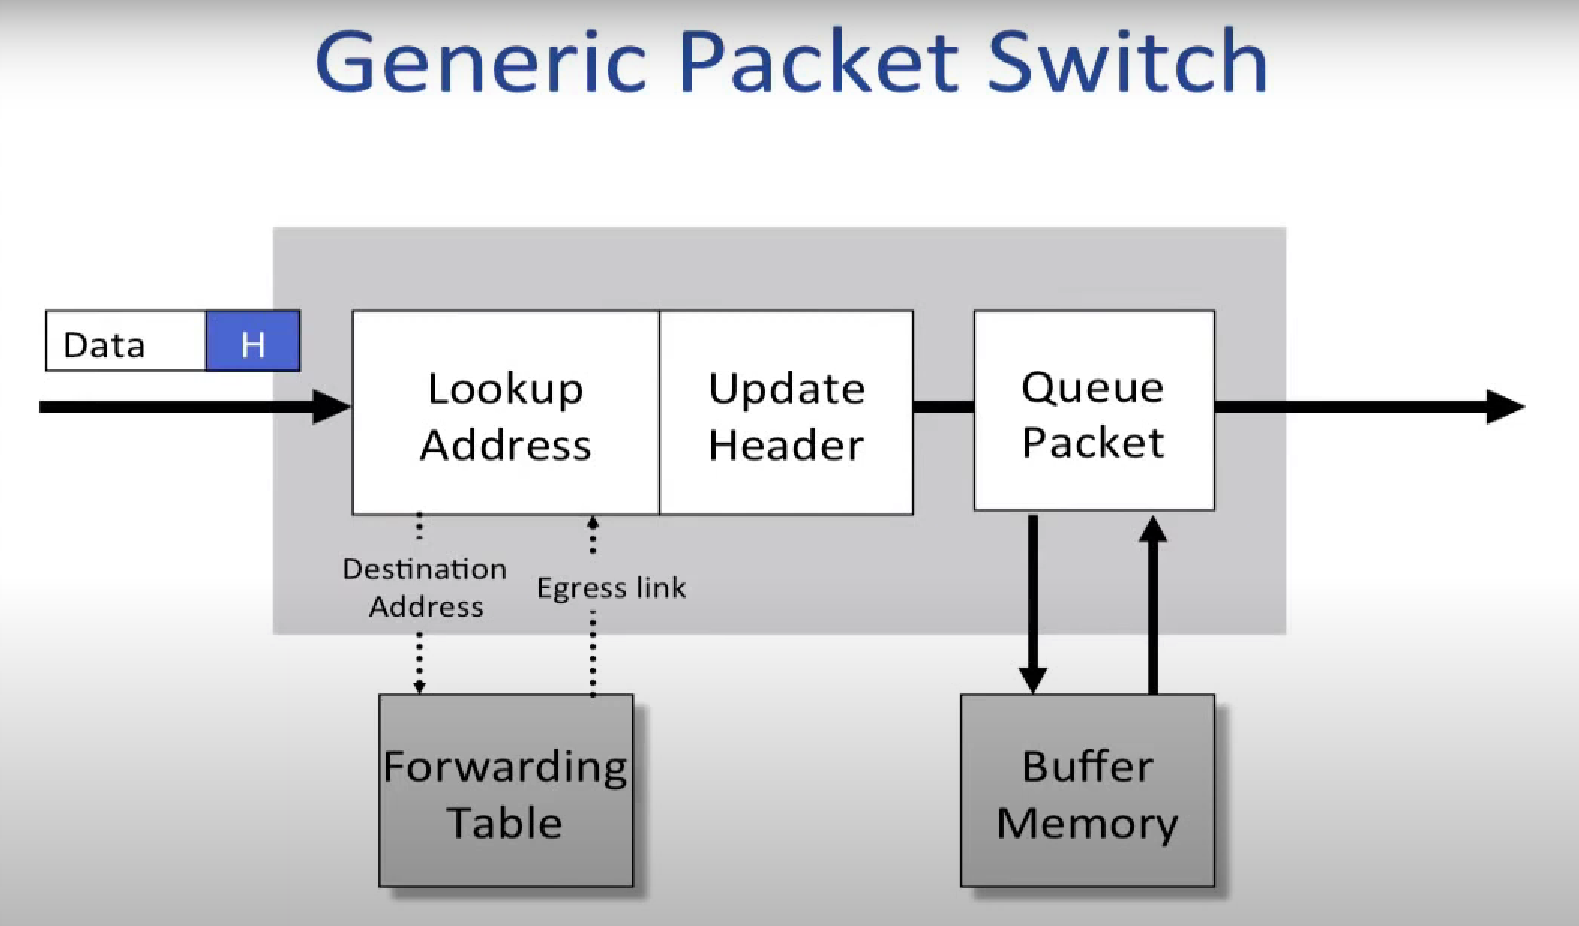 Generic Packet Switch
Data H
Lookup
Address
Update
Header
Queue
Packet
Destination
Address
Egress link
Forwarding
Table
Buffer
Memory